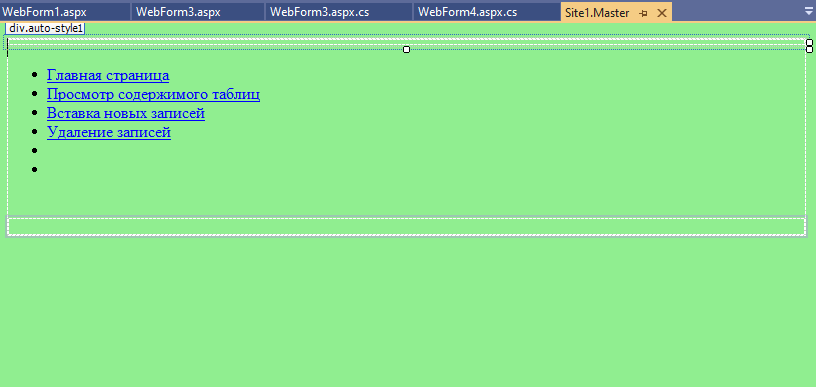 WebForm1.aspx WebForm3.aspx WebForm3.aspx.cs WebForm4.aspx.cs Site1.Master
div.auto-style1
Главная страница
Просмотр содержимого таблиц
Вставка новых записей
Удаление записей